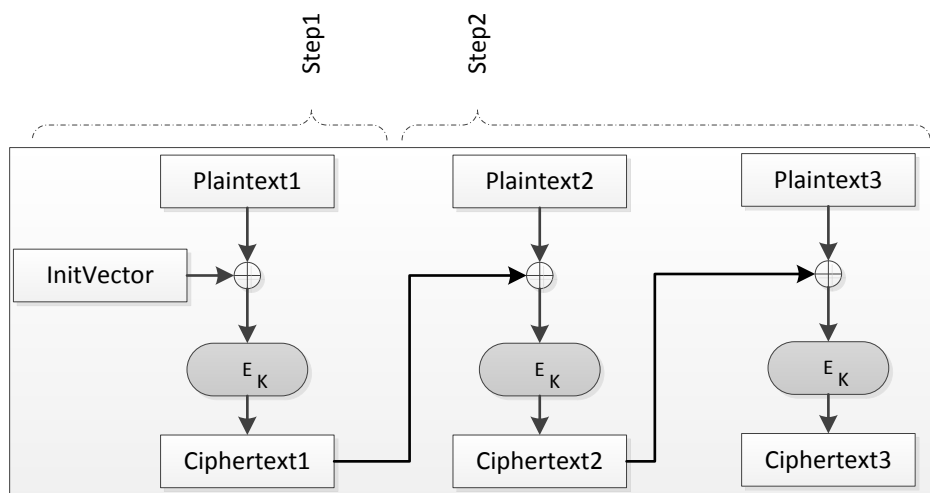 Step1
Step2
Plaintext1
Plaintext2
Plaintext3
InitVector
E K
E K
E K
Ciphertext1
Ciphertext2
Ciphertext3